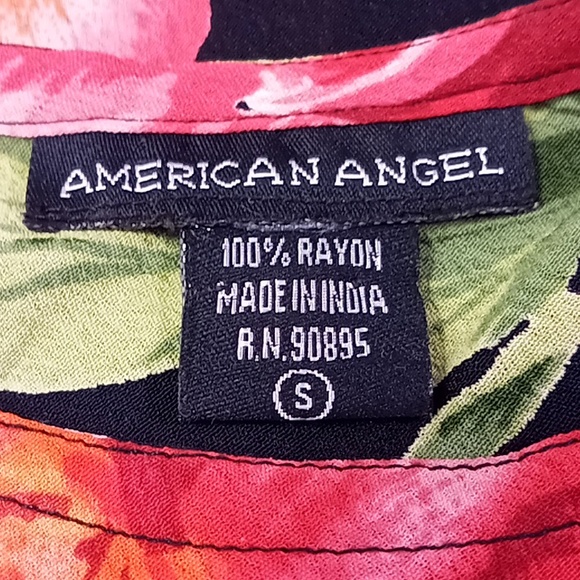 AMERICAN ANGEL
100% RAYON
MADE IN INDIA
R.N. 90895
S